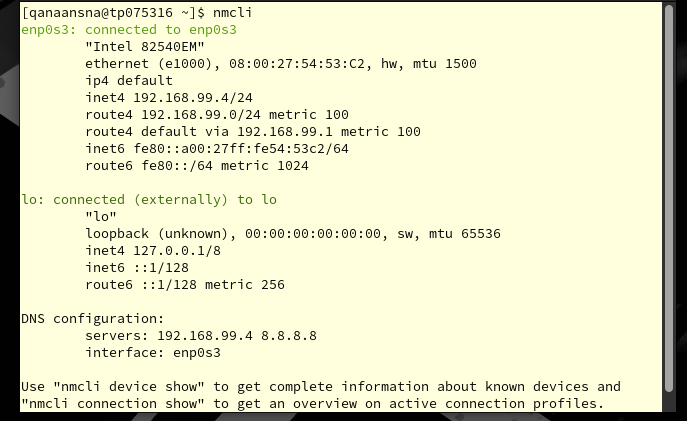 [qanaansna@tp075316 ~]$ nmcli
enp0s3: connected to enp0s3
"Intel 82540EM"
ethernet (e1000), 08:00:27:54:53:C2, hw, mtu 1500
ip4 default
inet4 192.168.99.4/24
route4 192.168.99.0/24 metric 100
route4 default via 192.168.99.1 metric 100
inet6 fe80::a00:27ff:fe54:53c2/64
route6 fe80::/64 metric 1024
lo: connected (externally) to lo
"lo"
loopback (unknown), 00:00:00:00:00:00, sw, mtu 65536
inet4 127.0.0.1/8
inet6 ::1/128
route6 ::1/128 metric 256
DNS configuration:
servers: 192.168.99.4 8.8.8.8
interface: enp0s3
Use "nmcli device show" to get complete information about known devices and
"nmcli connection show" to get an overview on active connection profiles.